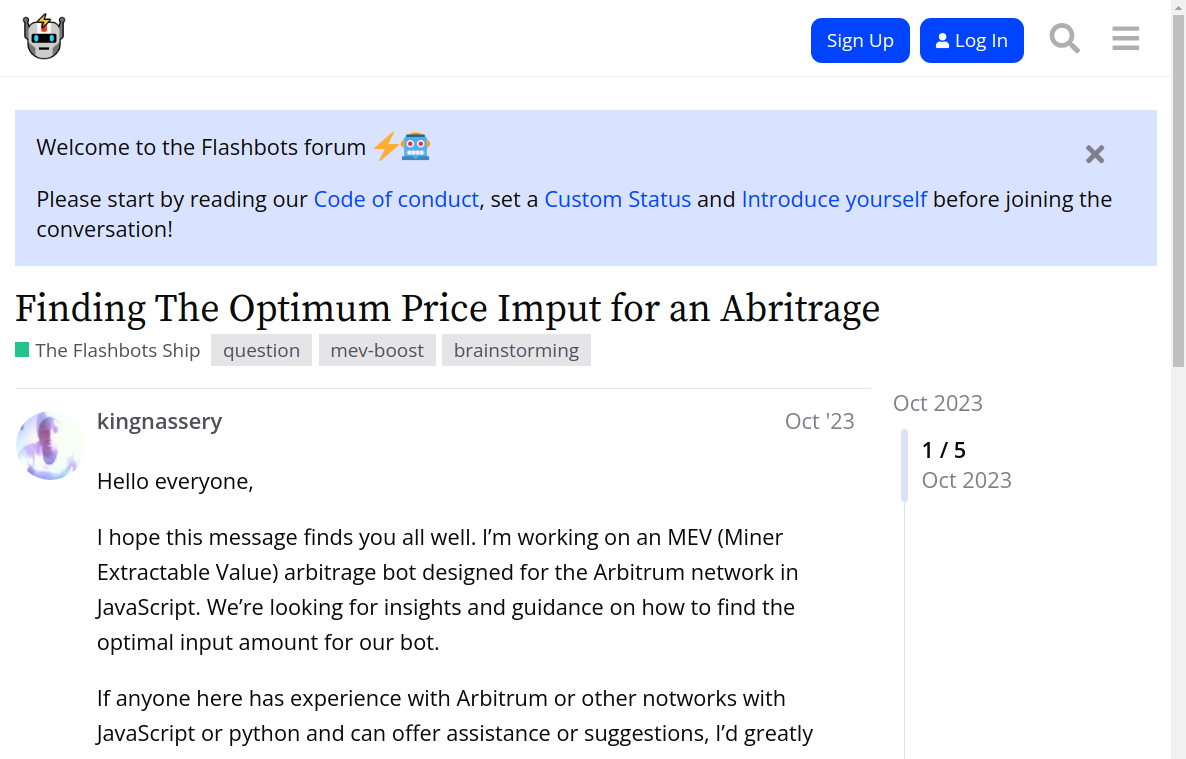 Sign Up
Log In
Welcome to the Flashbots forum
Please start by reading our Code of conduct, set a Custom Status and Introduce yourself before joining the
conversation!
Finding The Optimum Price Imput for an Abritrage
The Flashbots Ship question mev-boost brainstorming
kingnassery Oct '23
Oct 2023
1 / 5
Oct 2023
Hello everyone,
I hope this message finds you all well. I’m working on an MEV (Miner
Extractable Value) arbitrage bot designed for the Arbitrum network in
JavaScript. We’re looking for insights and guidance on how to find the
optimal input amount for our bot.
If anyone here has experience with Arbitrum or other notworks with
JavaScript or python and can offer assistance or suggestions, I’d greatly